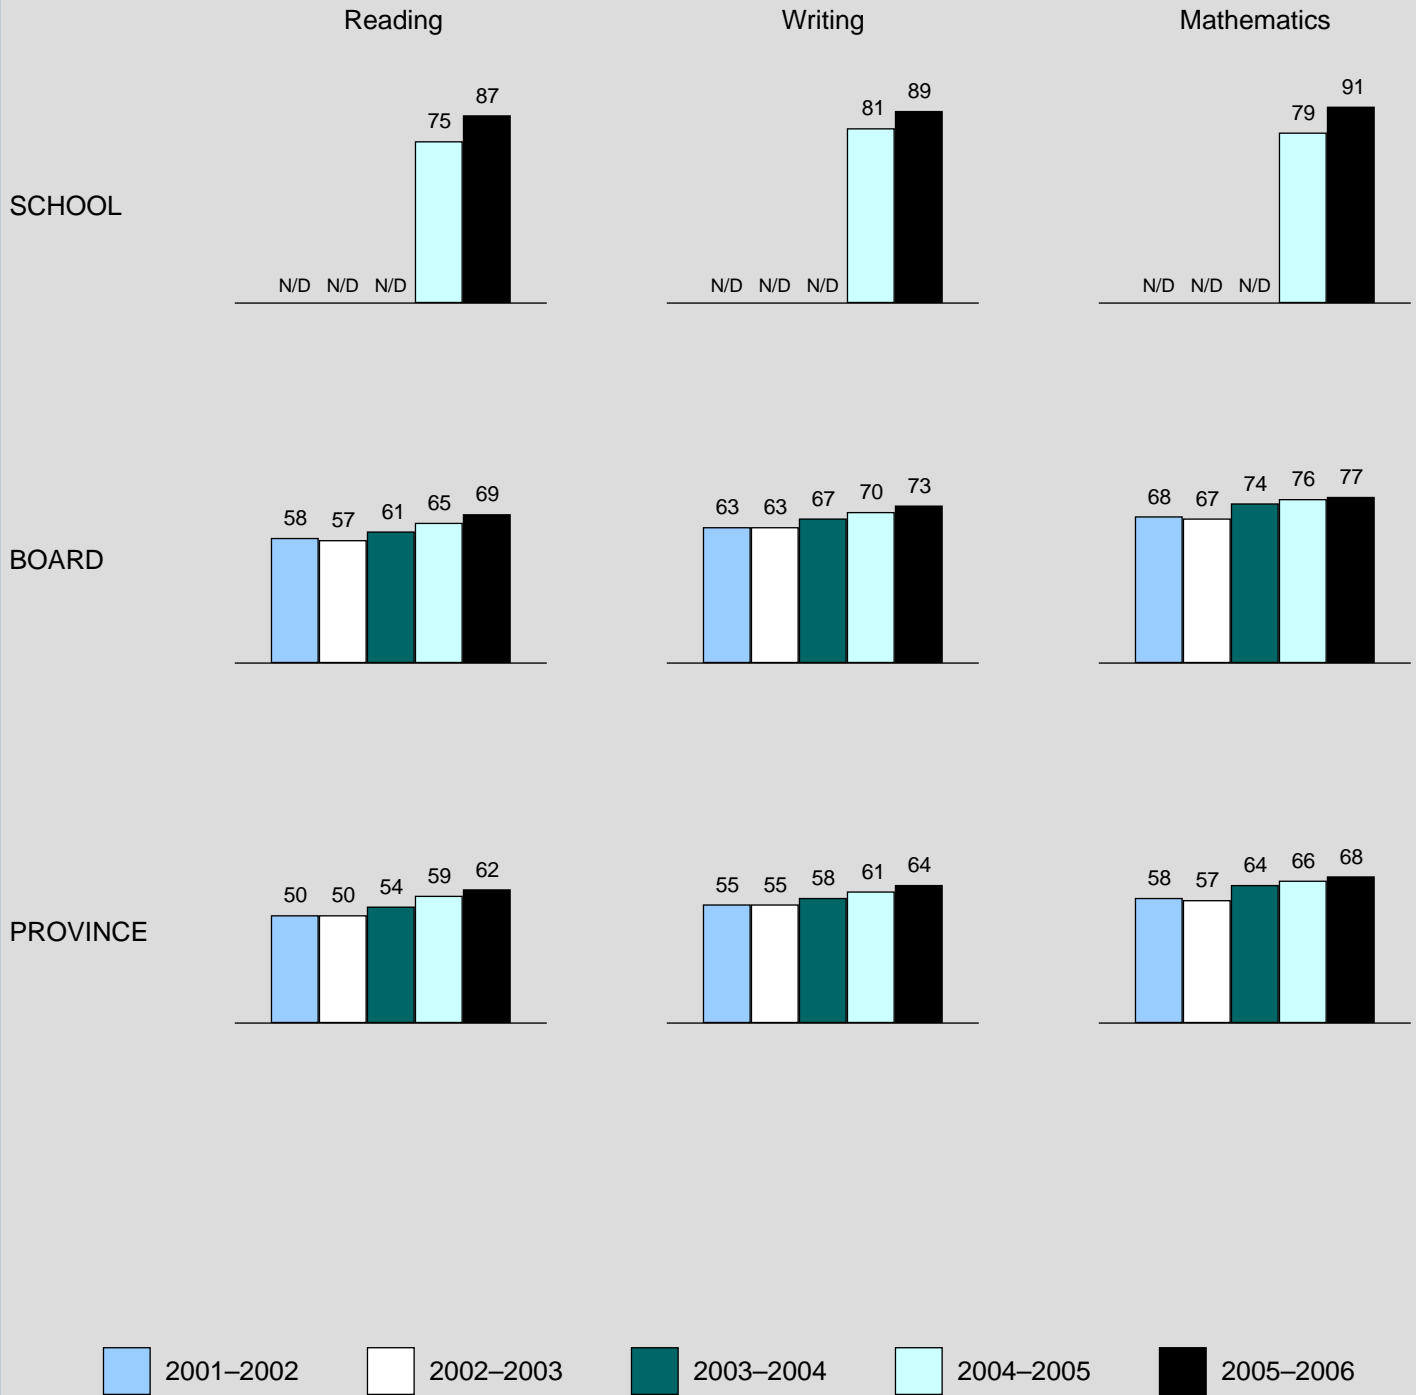 Reading Writing Mathematics
SCHOOL
75 87
N/D N/D N/D
81 89
N/D N/D N/D
79 91
N/D N/D N/D
BOARD
58 57 61 65 69
63 63 67 70 73
68 67 74 76 77
PROVINCE
50 50 54 59 62
55 55 58 61 64
58 57 64 66 68
2001–2002 2002–2003 2003–2004 2004–2005 2005–2006